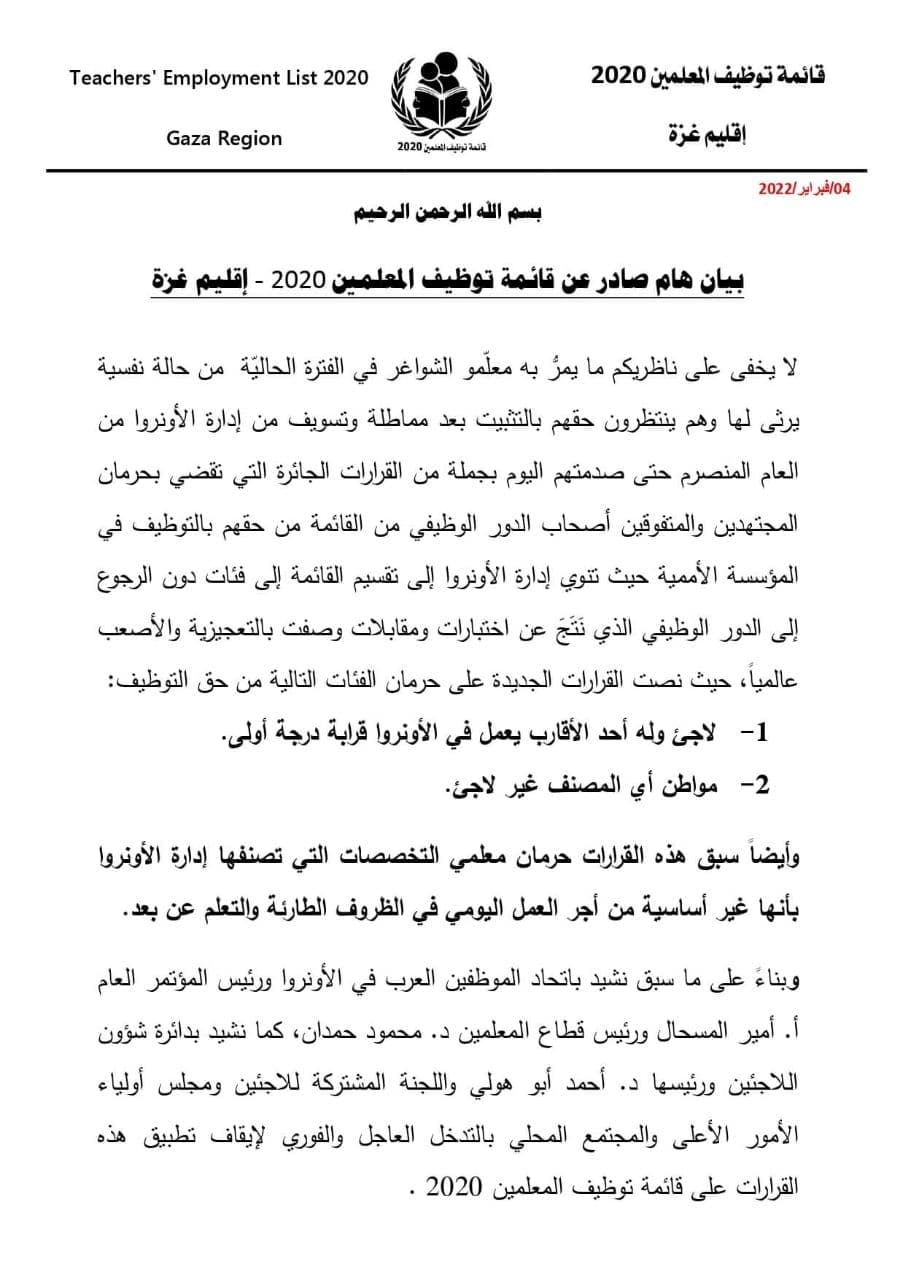 قائمة توظيف المعلمين 2020
Teachers' Employment List 2020
إقليم غزة
Gaza Region
قائمة توظيف المعلمين 2020
04/فبراير/2022
بسم الله الرحمن الرحيم
بيان هام صادر عن قائمة توظيف المعلمين 2020 - إقليم غزة
لا يخفى على ناظريكم ما يمرُّ به معلّمو الشواغر في الفترة الحاليّة من حالة نفسية
يرثى لها وهم ينتظرون حقهم بالتثبيت بعد مماطلة وتسويف من إدارة الأونروا من
العام المنصرم حتى صدمتهم اليوم بجملة من القرارات الجائرة التي تقضي بحرمان
المجتهدين والمتفوقين أصحاب الدور الوظيفي من القائمة من حقهم بالتوظيف في
المؤسسة الأممية حيث تنوي إدارة الأونروا إلى تقسيم القائمة إلى فئات دون الرجوع
إلى الدور الوظيفي الذي نَتَجَ عن اختبارات ومقابلات وصفت بالتعجيزية والأصعب
عالمياً، حيث نصت القرارات الجديدة على حرمان الفئات التالية من حق التوظيف:
1- لاجئ وله أحد الأقارب يعمل في الأونروا قرابة درجة أولى.
2- مواطن أي المصنف غير لاجئ.
وأيضاً سبق هذه القرارات حرمان معلمي التخصصات التي تصنفها إدارة الأونروا
بأنها غير أساسية من أجر العمل اليومي في الظروف الطارئة والتعلم عن بعد.
وبناءً على ما سبق نشيد باتحاد الموظفين العرب في الأونروا ورئيس المؤتمر العام
أ. أمير المسحال ورئيس قطاع المعلمين د. محمود حمدان، كما نشيد بدائرة شؤون
اللاجئين ورئيسها د. أحمد أبو هولي واللجنة المشتركة للاجئين ومجلس أولياء
الأمور الأعلى والمجتمع المحلي بالتدخل العاجل والفوري لإيقاف تطبيق هذه
القرارات على قائمة توظيف المعلمين 2020 .